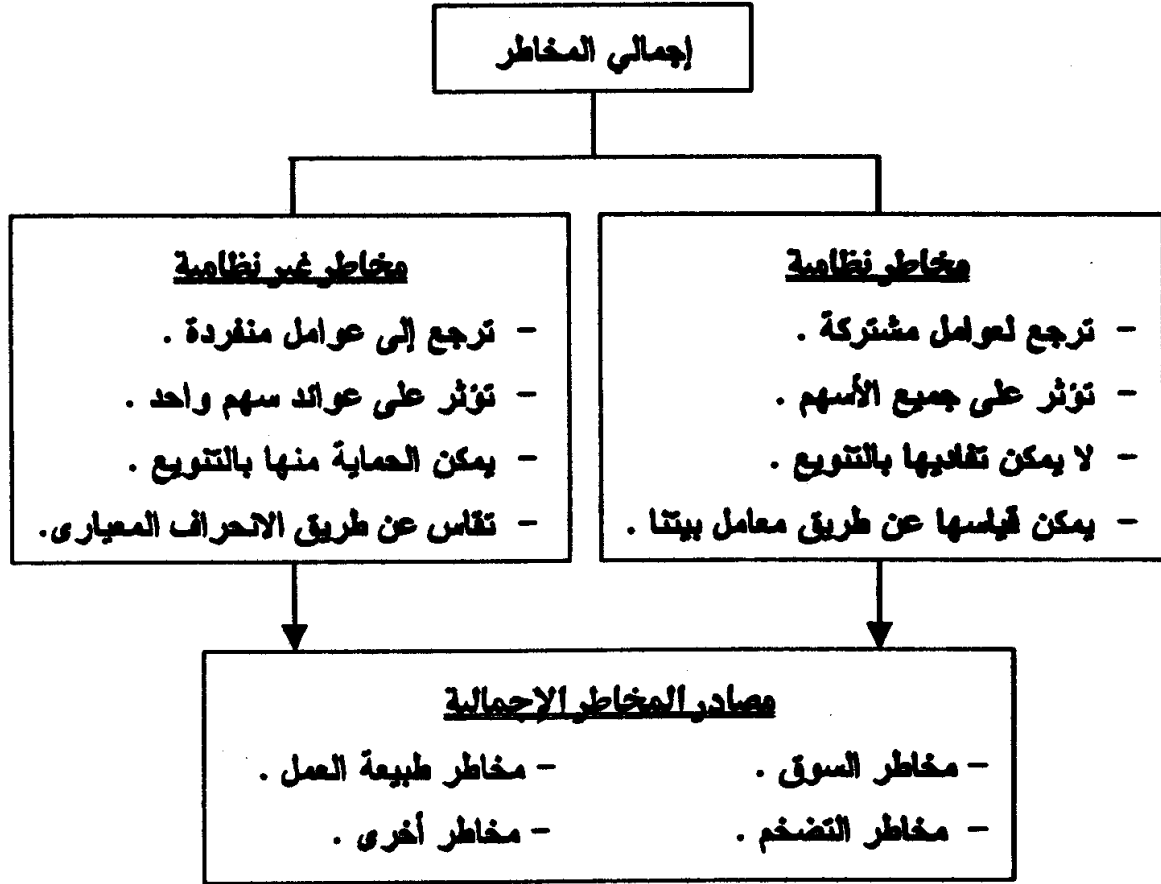 إجمالي المخاطر
مخاطر نظامية
- ترجع لعوامل مشتركة .
- تؤثر على جميع الأسهم .
- لا يمكن تفاديها بالتنويع .
- يمكن قياسها عن طريق معامل بيتنا .
مخاطر غير نظامية
- ترجع إلى عوامل منفردة .
- تؤثر على عوائد سهم واحد .
- يمكن الحماية منها بالتنويع .
- تقاس عن طريق الانحراف المعيارى.
مصادر المخاطر الإجمالية
- مخاطر السوق .
- مخاطر طبيعة العمل .
- مخاطر التضخم .
- مخاطر أخرى .